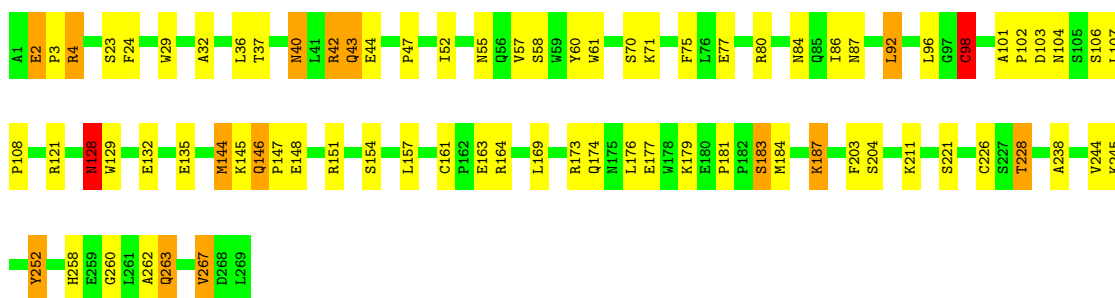 A1 E2 P3 R4 S23 F24 W29 A32 L36 T37 N40 L41 R42 Q43 E44 P47 I52 N55 Q56 V57 S58 W59 Y60 W61 S70 K71 F75 L76 E77 R80 N84 Q85 I86 N87 L92 L96 G97 C98 A101 P102 D103 N104 S105 S106 L107
P108 R121 N128 W129 E132 E135 M144 K145 Q146 P147 E148 R151 S154 L157 C161 P162 E163 R164 L169 R173 Q174 N175 L176 E177 W178 K179 E180 P181 P182 S183 M184 K187 F203 S204 K211 S221 C226 S227 T228 A238 V244 K245
Y252 H258 E259 G260 L261 A262 Q263 V267 D268 L269